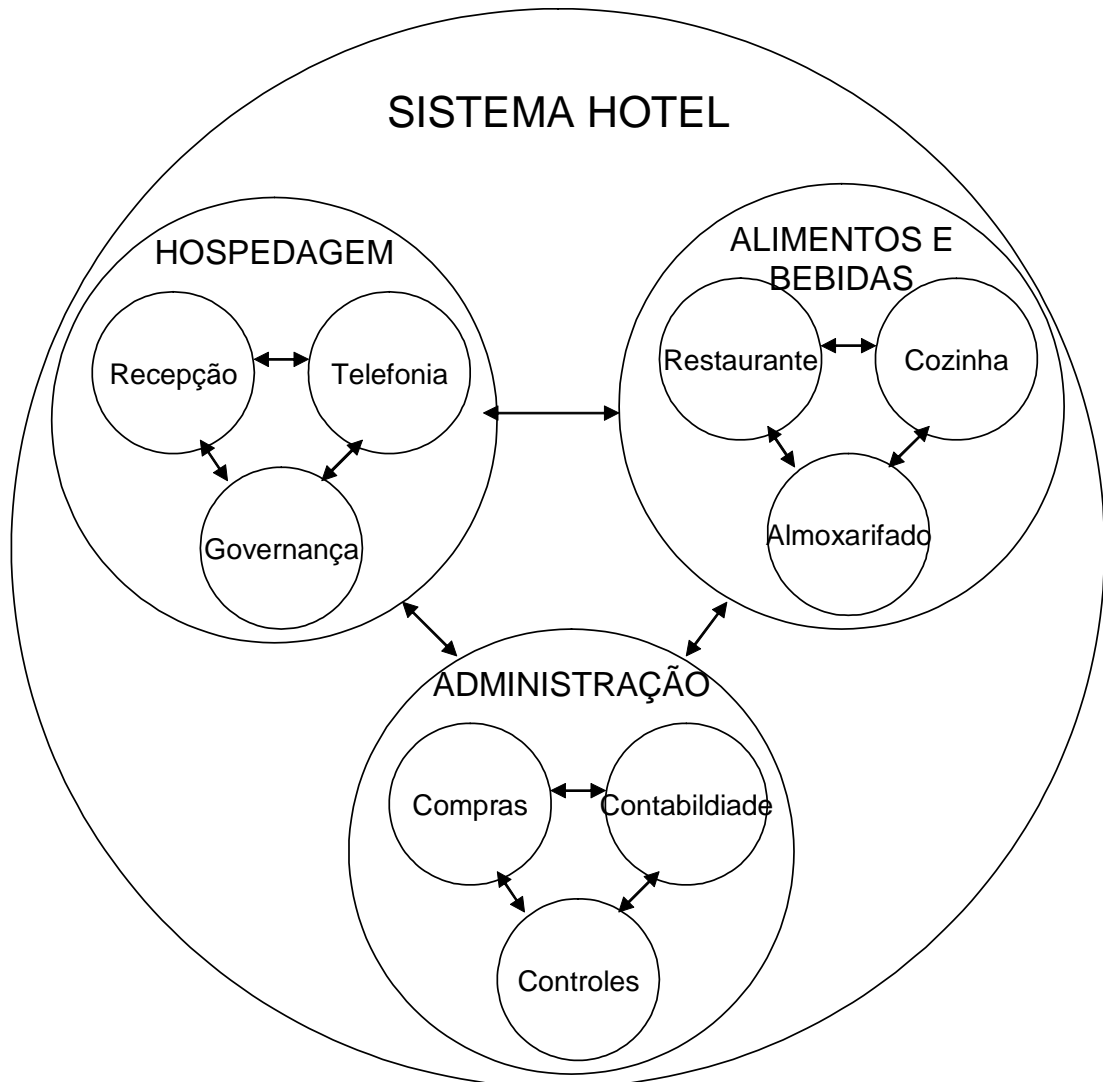 SISTEMA HOTEL
HOSPEDAGEM
Recepção
Telefonia
Governança
ALIMENTOS E
BEBIDAS
Restaurante
Cozinha
Almoxarifado
ADMINISTRAÇÃO
Compras
Contabildiade
Controles